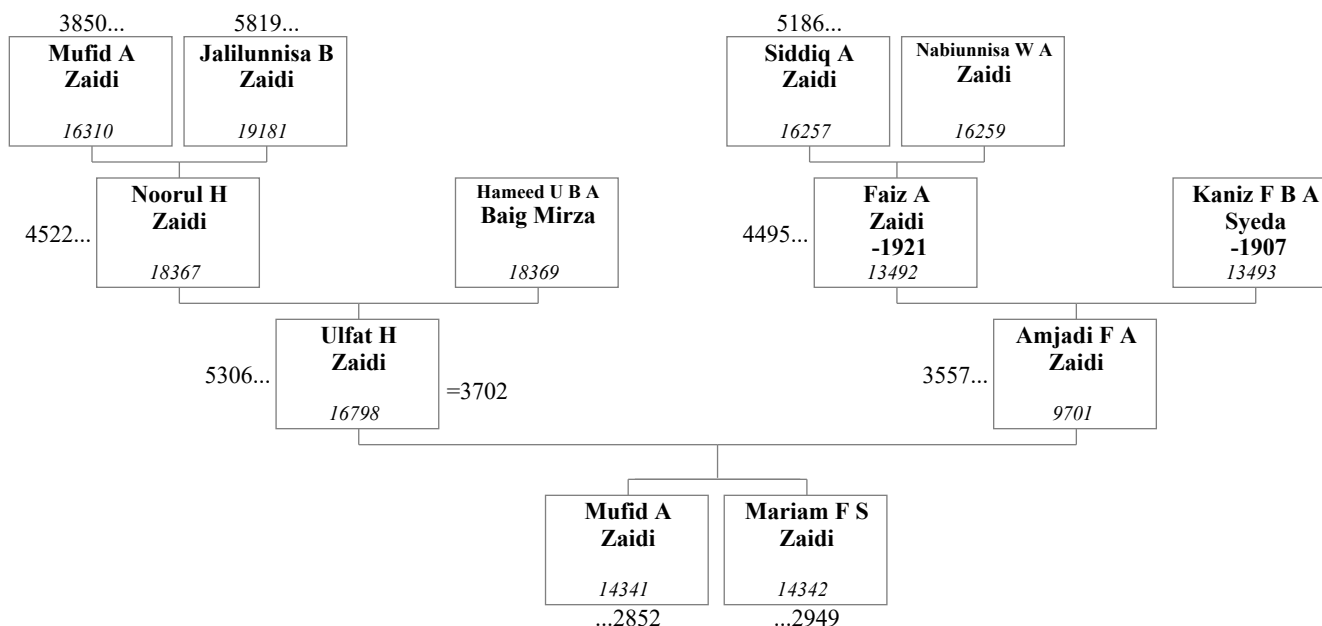 3850...
5819...
5186...
Mufid A
Zaidi
16310
Jalilunnisa B
Zaidi
19181
Siddiq A
Zaidi
16257
Nabiunnisa W A
Zaidi
16259
4522...
Noorul H
Zaidi
18367
Hameed U B A
Baig Mirza
18369
4495...
Faiz A
Zaidi
-1921
13492
Kaniz F B A
Syeda
-1907
13493
5306...
Ulfat H
Zaidi
16798
=3702
3557...
Amjadi F A
Zaidi
9701
Mufid A
Zaidi
14341
...2852
Mariam F S
Zaidi
14342
...2949